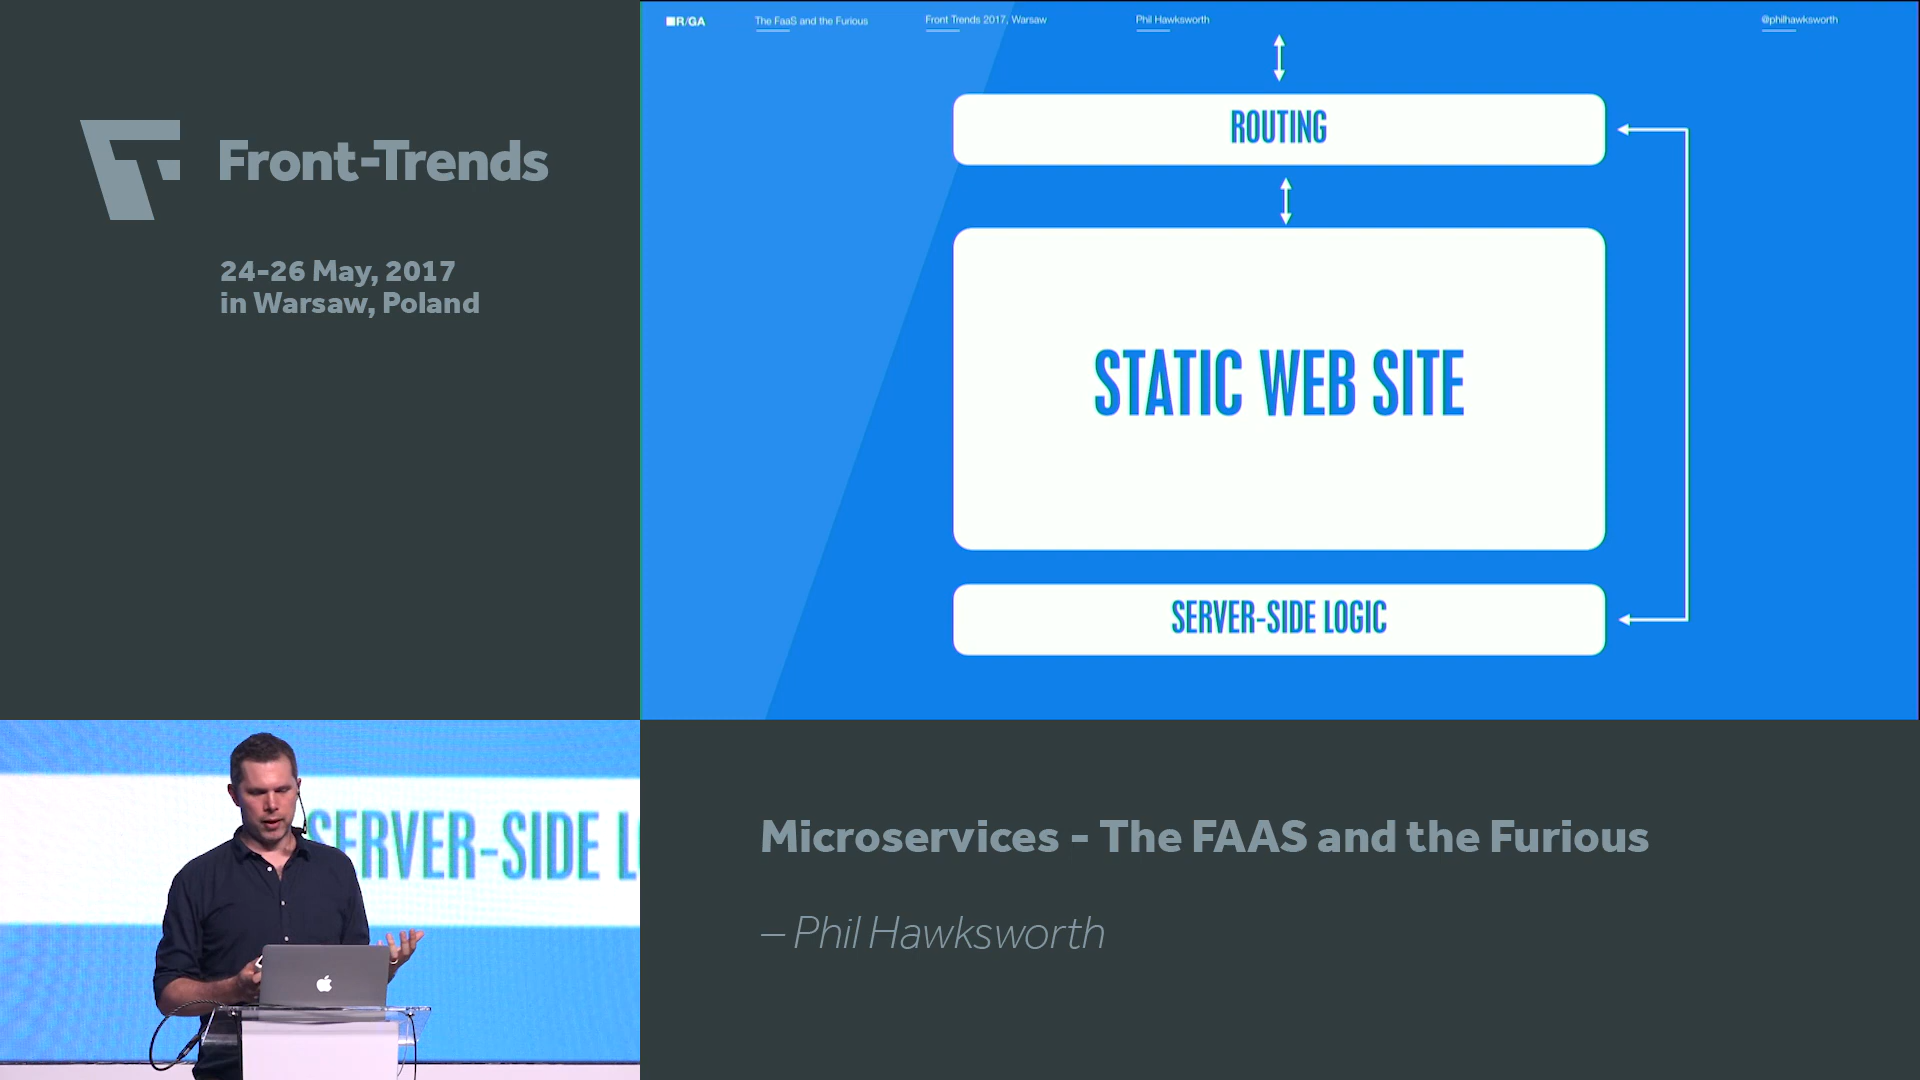 Front-Trends
24-26 May, 2017
in Warsaw, Poland
R/GA
The FaaS and the Furious
Front Trends 2017, Warsaw
Phil Hawksworth
@philhawksworth
ROUTING
STATIC WEB SITE
SERVER-SIDE LOGIC
SERVER-SIDE L
Microservices - The FAAS and the Furious
– Phil Hawksworth